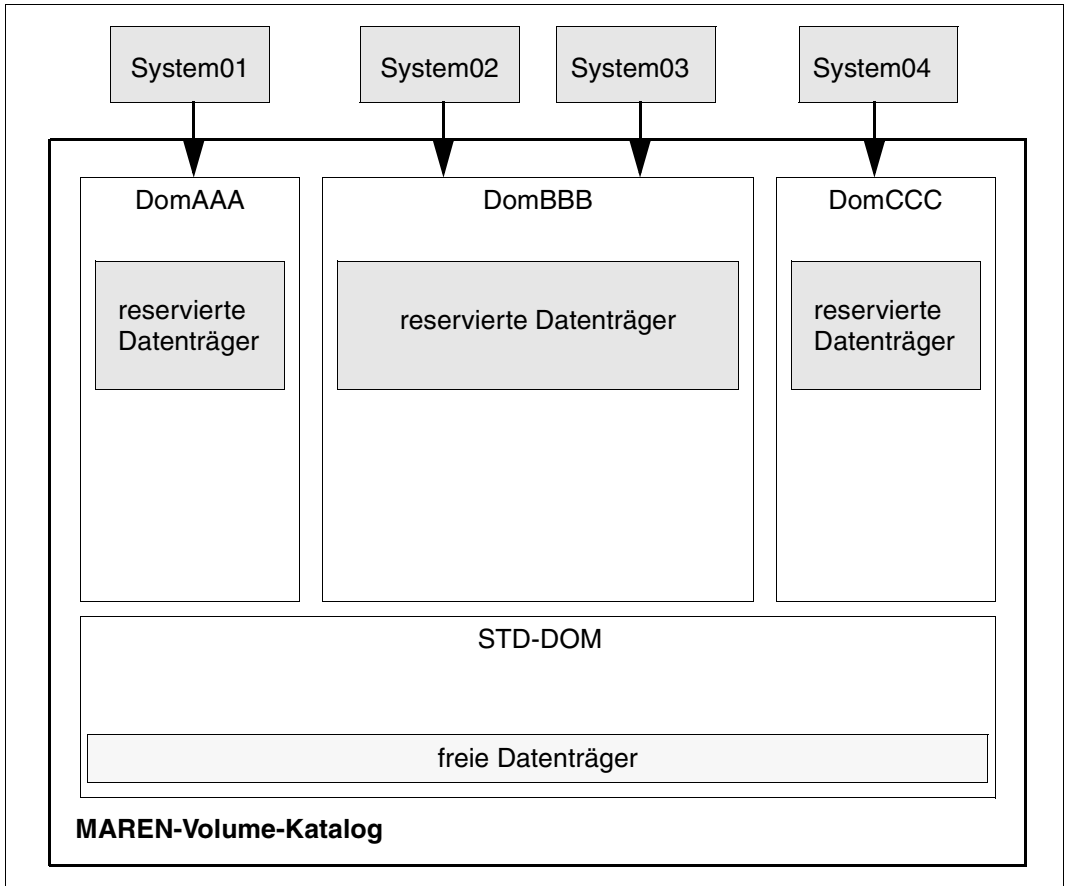 System01
System02
System03
System04
DomAAA
DomBBB
DomCCC
reservierte
Datenträger
reservierte Datenträger
reservierte
Datenträger
STD-DOM
freie Datenträger
MAREN-Volume-Katalog